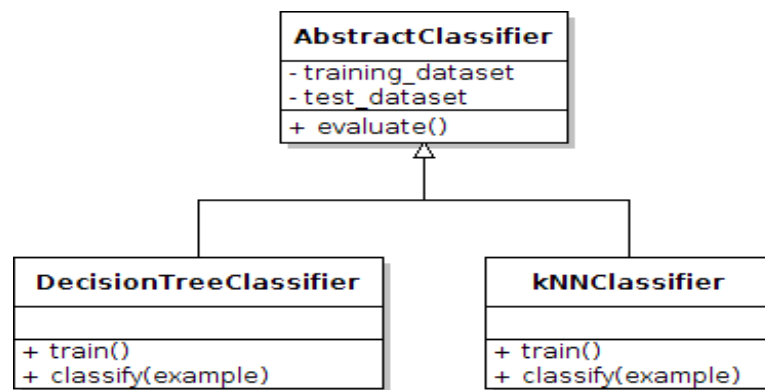 AbstractClassifier
- training_dataset
- test_dataset
+ evaluate()
DecisionTreeClassifier
+ train()
+ classify(example)
kNNClassifier
+ train()
+ classify(example)